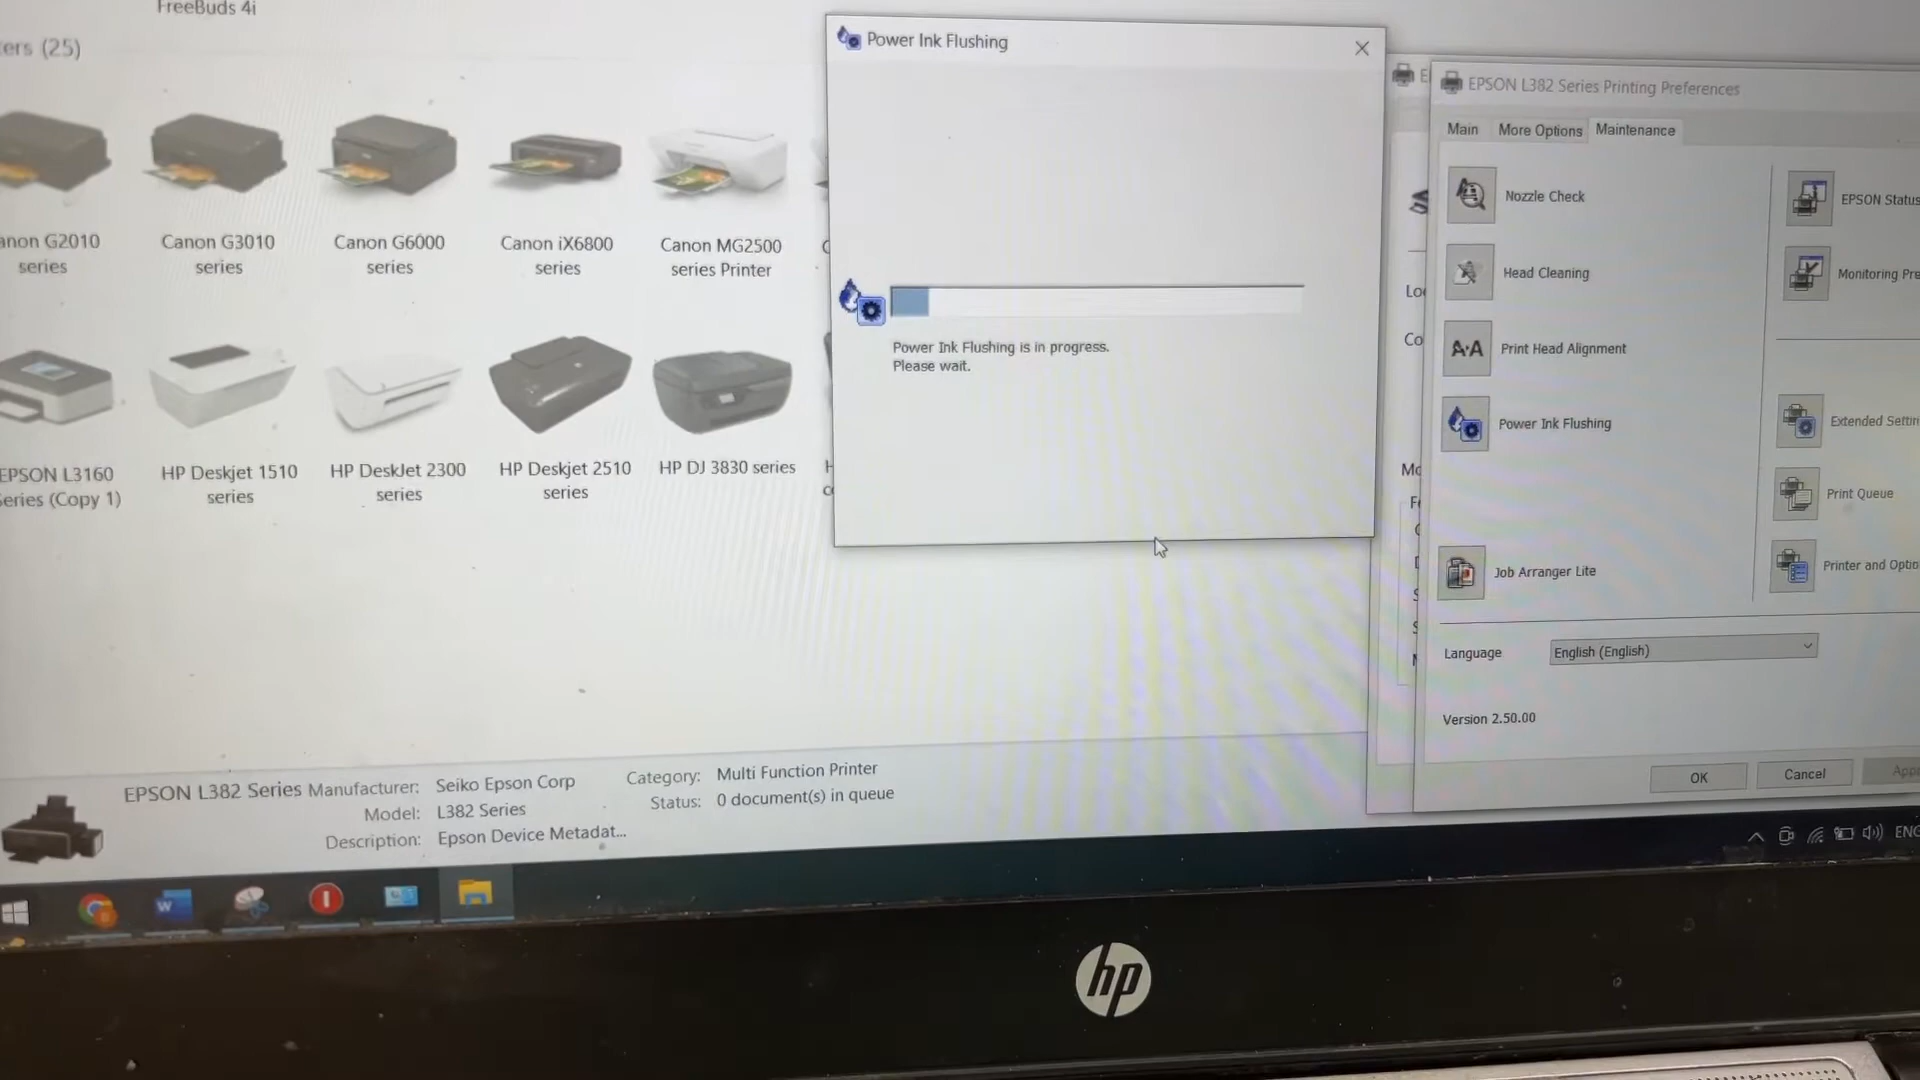 FreeBuds 4i
ers (25)
anon G2010
series
Canon G3010
series
Canon G6000
series
Canon iX6800
series
Canon MG2500
series Printer
EPSON L3160
Series (Copy 1)
HP Deskjet 1510
series
HP DeskJet 2300
series
HP Deskjet 2510
series
HP DJ 3830 series
Power Ink Flushing
Power Ink Flushing is in progress.
Please wait.
EPSON L382 Series Printing Preferences
Main
More Options
Maintenance
Nozzle Check
Head Cleaning
Print Head Alignment
Power Ink Flushing
Job Arranger Lite
EPSON Status
Monitoring Pre
Extended Settin
Print Queue
Printer and Optio
Language
English (English)
Version 2.50.00
OK
Cancel
App
EPSON L382 Series
Manufacturer: Seiko Epson Corp
Model: L382 Series
Description: Epson Device Metadat...
Category: Multi Function Printer
Status: 0 document(s) in queue
ENG
hp